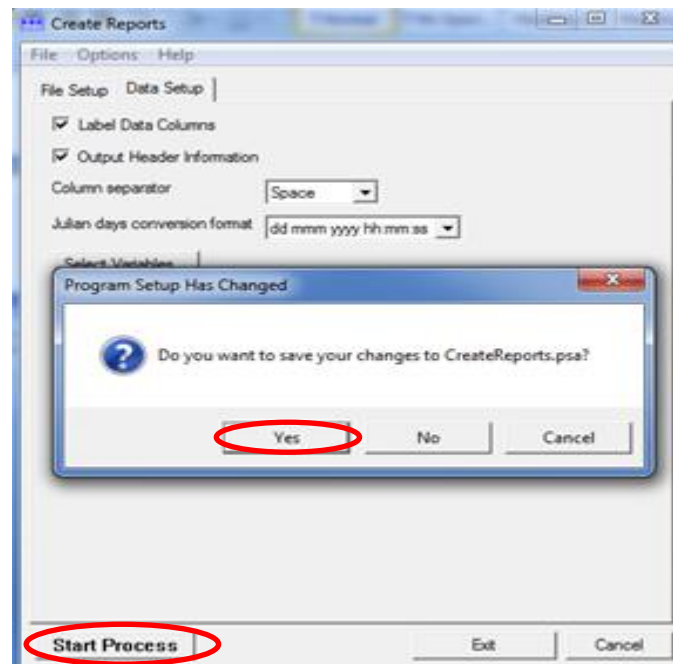 Create Reports
File Options Help
File Setup Data Setup
Label Data Columns
Output Header Information
Column separator Space
Julian days conversion format dd mmm yyyy hh:mm:ss
Select Variables
Program Setup Has Changed
Do you want to save your changes to CreateReports.psa?
Yes No Cancel
Start Process Exit Cancel